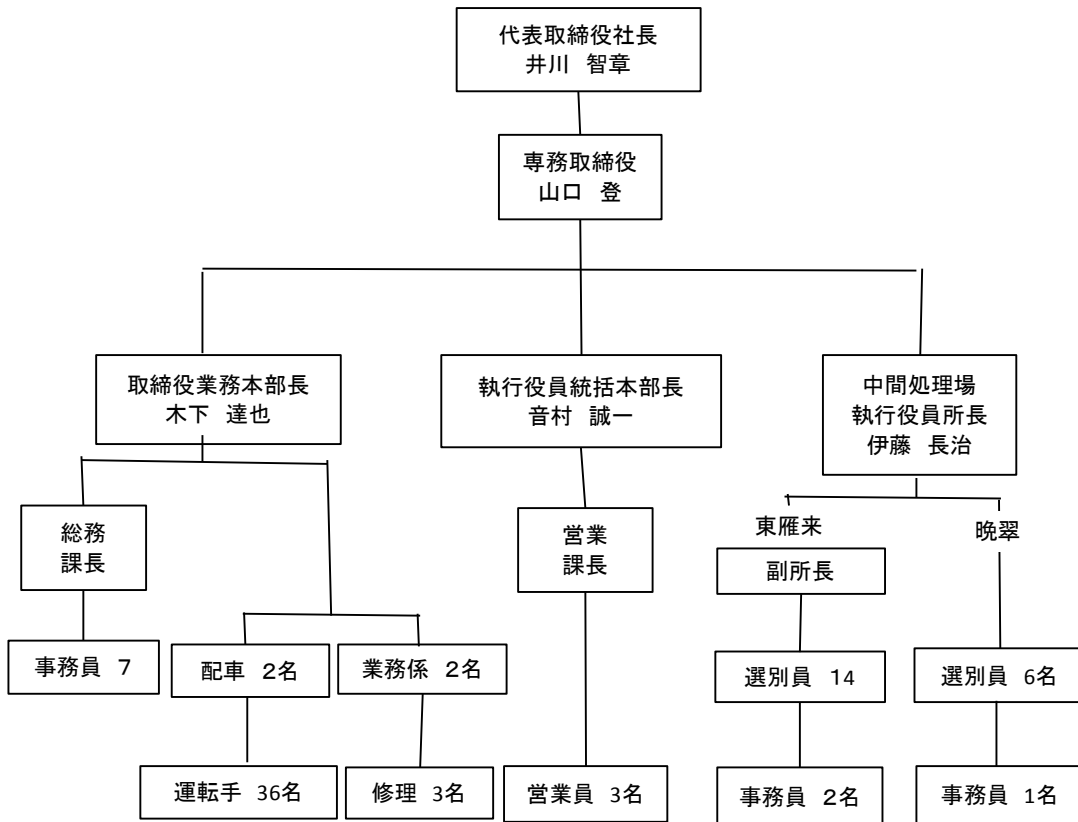 代表取締役社長
井川 智章
専務取締役
山口 登
取締役業務本部長
木下 達也
執行役員統括本部長
音村 誠一
中間処理場
執行役員所長
伊藤 長治
総務
課長
営業
課長
東雁来
副所長
晩翠
事務員 7
配車 2名
業務係 2名
選別員 14
選別員 6名
運転手 36名
修理 3名
営業員 3名
事務員 2名
事務員 1名